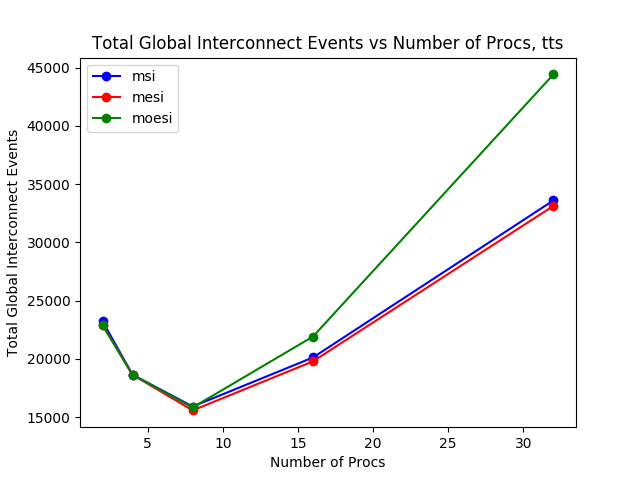 Total Global Interconnect Events vs Number of Procs, tts
msi
mesi
moesi
Total Global Interconnect Events
45000
40000
35000
30000
25000
20000
15000
5
10
15
20
25
30
Number of Procs